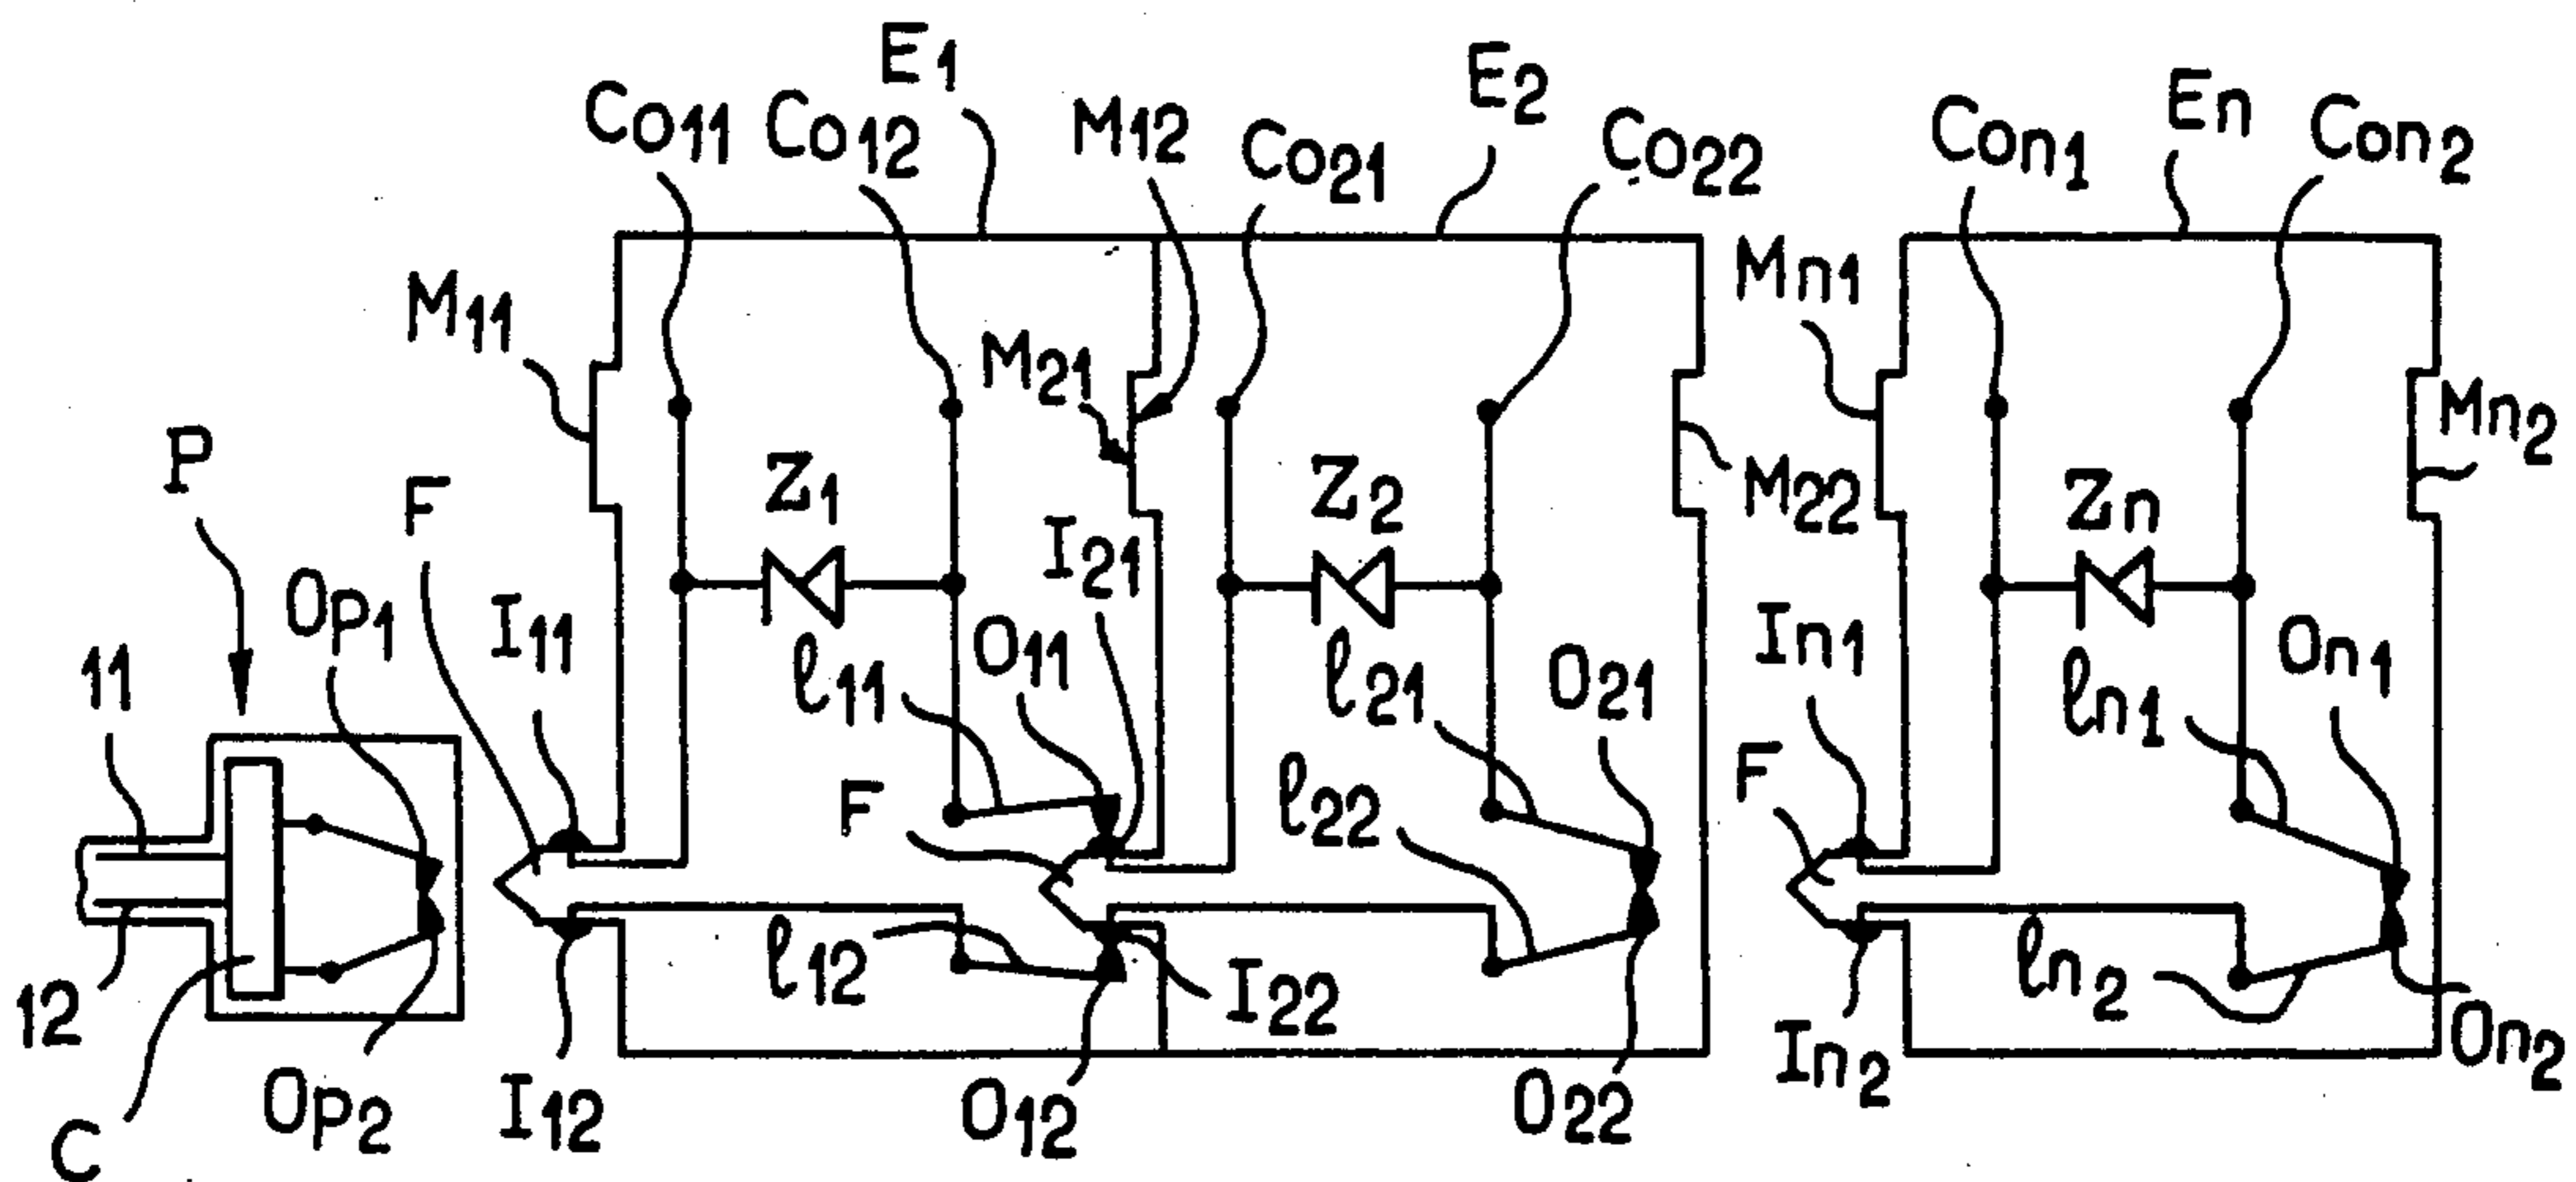 E1
E2
En
Co11
Co12
M12
Co21
Co22
Con1
Con2
M11
M21
Mn1
Mn2
P
F
Z1
I21
Z2
M22
Zn
Op1
I11
O11
In1
On1
11
ℓ11
ℓ21
O21
ℓn1
F
ℓ22
F
12
ℓ12
I22
ℓn2
On2
C
Op2
I12
O12
O22
In2